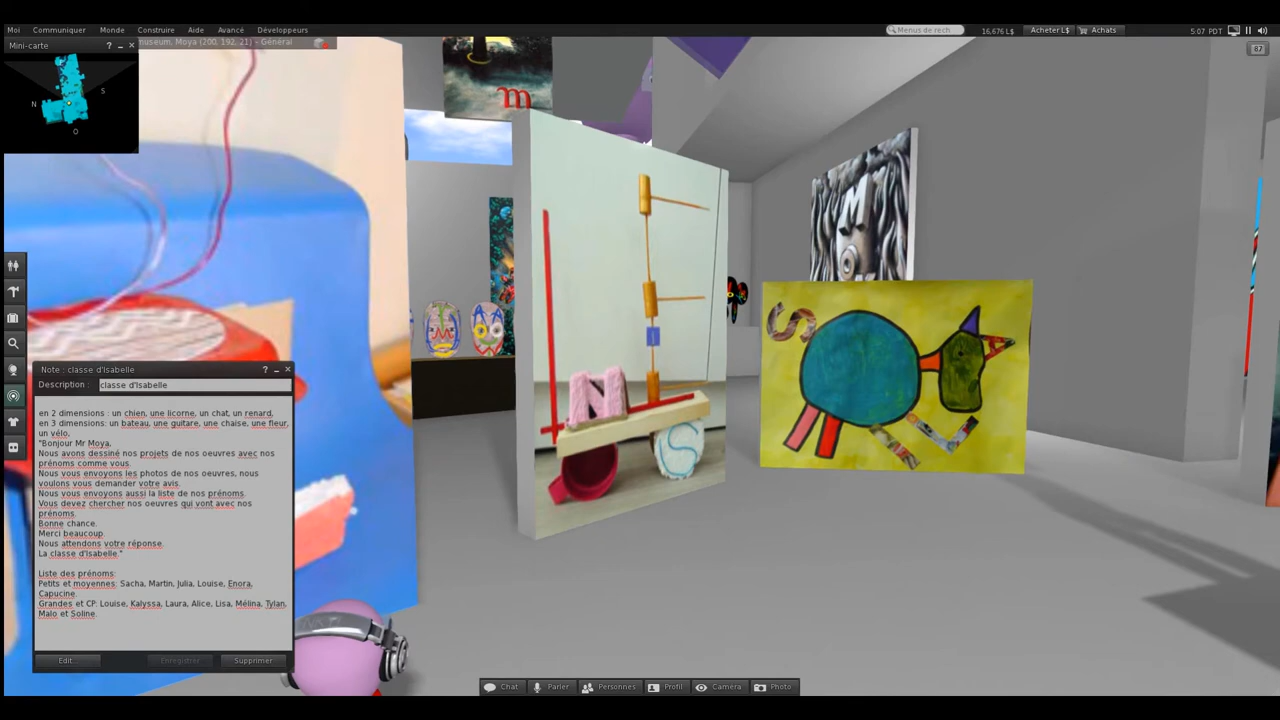 Moi Communiquer Monde Construire Aide Avancé Développeurs
Menus de rech
16,676 L$ Acheter L$ Achats 5:07 PDT
Mini-carte ? _ ×
museum, Moya (200, 192, 21) - Général
87
N S O
m
M
O
N
S
Note : classe d'Isabelle ? _ ×
Description : classe d'Isabelle
en 2 dimensions : un chien, une licorne, un chat, un renard,
en 3 dimensions: un bateau, une guitare, une chaise, une fleur,
un vélo,
"Bonjour Mr Moya,
Nous avons dessiné nos projets de nos oeuvres avec nos
prénoms comme vous.
Nous vous envoyons les photos de nos oeuvres, nous
voulons vous demander votre avis.
Nous vous envoyons aussi la liste de nos prénoms.
Vous devez chercher nos oeuvres qui vont avec nos
prénoms.
Bonne chance.
Merci beaucoup.
Nous attendons votre réponse.
La classe d'Isabelle."
Liste des prénoms:
Petits et moyennes: Sacha, Martin, Julia, Louise, Enora,
Capucine.
Grandes et CP: Louise, Kalyssa, Laura, Alice, Lisa, Mélina, Tylan,
Malo et Soline.
Edit... Enregistrer Supprimer
Chat Parler Personnes Profil Caméra Photo